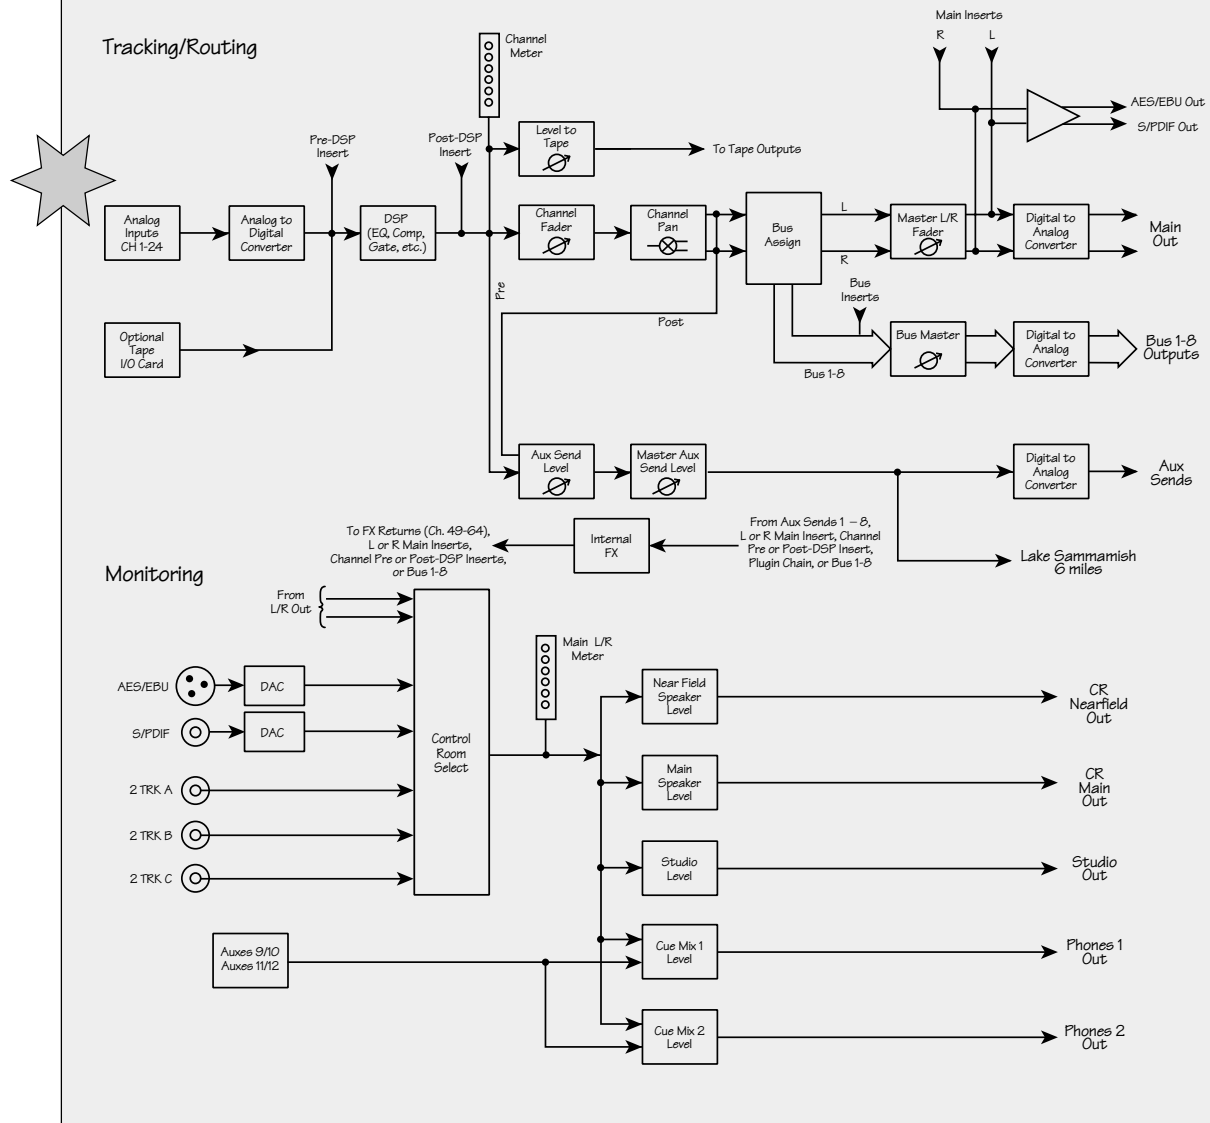 Tracking/Routing
Channel
Meter
Main Inserts
R
L
AES/EBU Out
S/PDIF Out
Pre-DSP
Insert
Post-DSP
Insert
Level to
Tape
To Tape Outputs
Analog
Inputs
CH 1-24
Analog to
Digital
Converter
DSP
(EQ, Comp,
Gate, etc.)
Channel
Fader
Channel
Pan
Bus
Assign
L
R
Master L/R
Fader
Digital to
Analog
Converter
Main
Out
Pre
Post
Bus
Inserts
Optional
Tape
I/O Card
Bus Master
Bus 1-8
Digital to
Analog
Converter
Bus 1-8
Outputs
Aux Send
Level
Master Aux
Send Level
Digital to
Analog
Converter
Aux
Sends
To FX Returns (Ch. 49-64),
L or R Main Inserts,
Channel Pre or Post-DSP Inserts,
or Bus 1-8
Internal
FX
From Aux Sends 1 – 8,
L or R Main Insert, Channel
Pre or Post-DSP Insert,
Plugin Chain, or Bus 1-8
Lake Sammamish
6 miles
Monitoring
From
L/R Out
Main L/R
Meter
AES/EBU
DAC
S/PDIF
DAC
2 TRK A
2 TRK B
2 TRK C
Control
Room
Select
Near Field
Speaker
Level
CR
Nearfield
Out
Main
Speaker
Level
CR
Main
Out
Studio
Level
Studio
Out
Auxes 9/10
Auxes 11/12
Cue Mix 1
Level
Phones 1
Out
Cue Mix 2
Level
Phones 2
Out